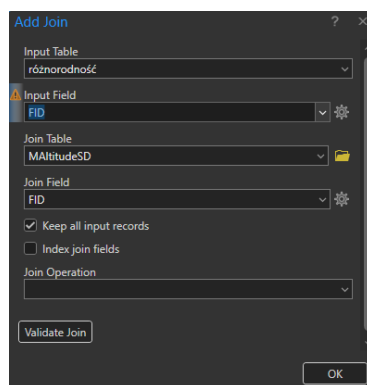 Add Join ? ×
Input Table
różnorodność
Input Field
FID
Join Table
MAltitudeSD
Join Field
FID
Keep all input records
Index join fields
Join Operation
Validate Join
OK